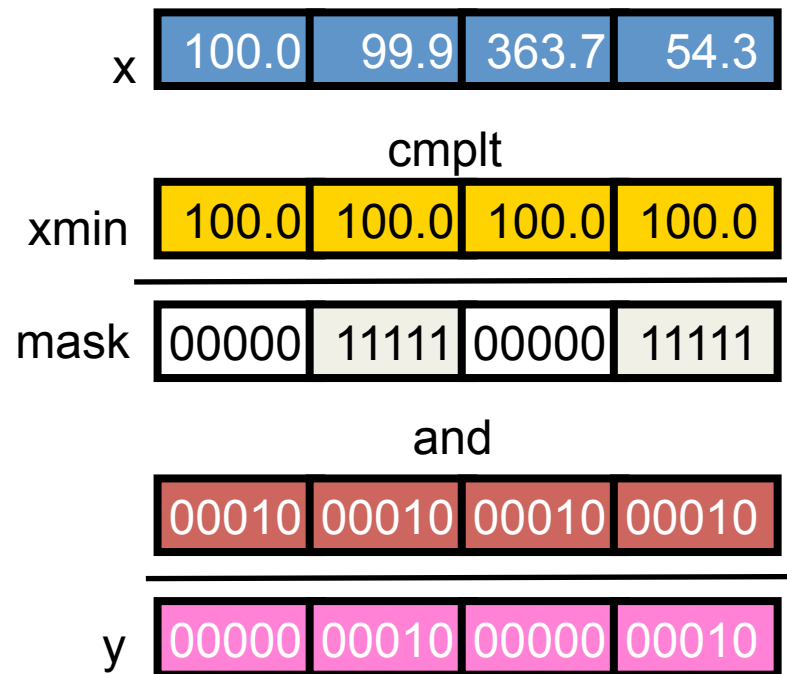 x 100.0 99.9 363.7 54.3
cmplt
xmin 100.0 100.0 100.0 100.0
mask 00000 11111 00000 11111
and
00010 00010 00010 00010
y 00000 00010 00000 00010